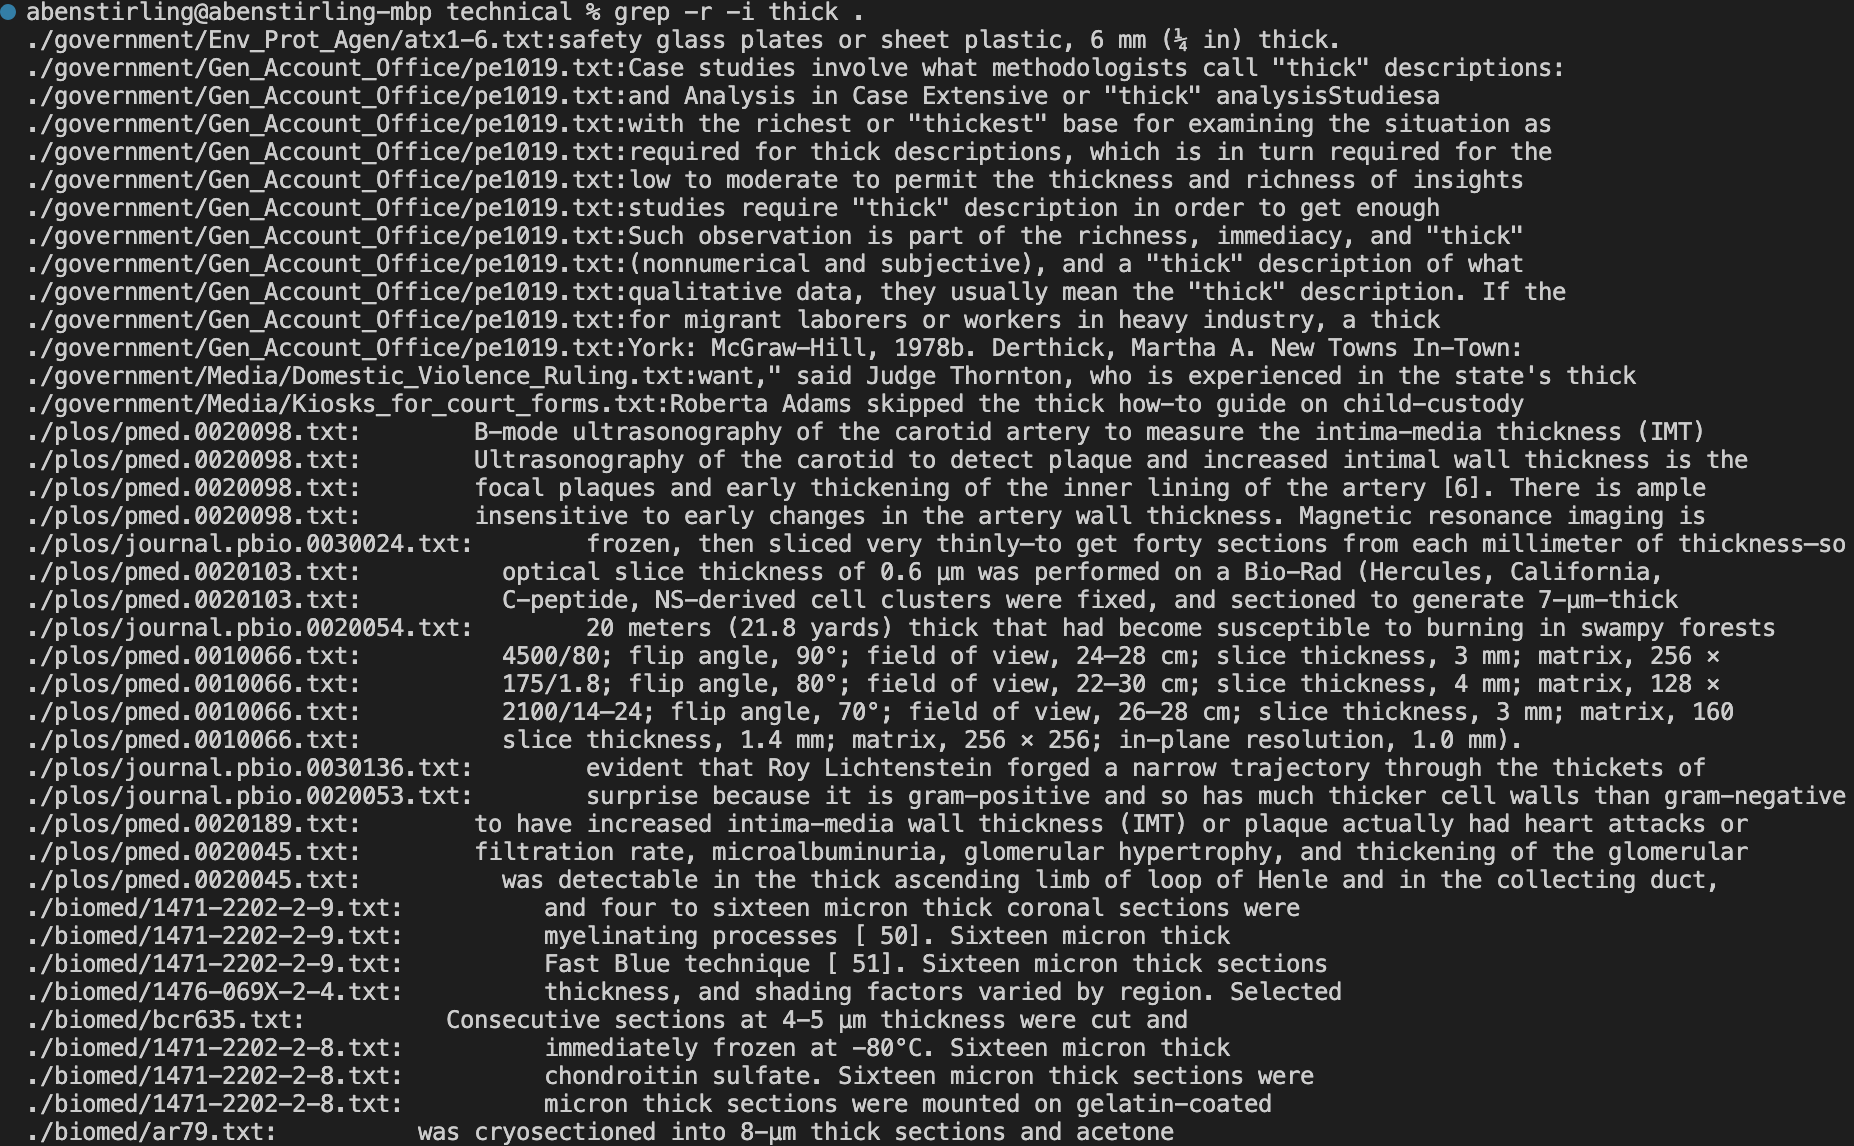 abenstirling@abenstirling-mbp technical % grep -r -i thick .
./government/Env_Prot_Agen/atx1-6.txt:safety glass plates or sheet plastic, 6 mm (¼ in) thick.
./government/Gen_Account_Office/pe1019.txt:Case studies involve what methodologists call "thick" descriptions:
./government/Gen_Account_Office/pe1019.txt:and Analysis in Case Extensive or "thick" analysisStudiesa
./government/Gen_Account_Office/pe1019.txt:with the richest or "thickest" base for examining the situation as
./government/Gen_Account_Office/pe1019.txt:required for thick descriptions, which is in turn required for the
./government/Gen_Account_Office/pe1019.txt:low to moderate to permit the thickness and richness of insights
./government/Gen_Account_Office/pe1019.txt:studies require "thick" description in order to get enough
./government/Gen_Account_Office/pe1019.txt:Such observation is part of the richness, immediacy, and "thick"
./government/Gen_Account_Office/pe1019.txt:(nonnumerical and subjective), and a "thick" description of what
./government/Gen_Account_Office/pe1019.txt:qualitative data, they usually mean the "thick" description. If the
./government/Gen_Account_Office/pe1019.txt:for migrant laborers or workers in heavy industry, a thick
./government/Gen_Account_Office/pe1019.txt:York: McGraw-Hill, 1978b. Derthick, Martha A. New Towns In-Town:
./government/Media/Domestic_Violence_Ruling.txt:want," said Judge Thornton, who is experienced in the state's thick
./government/Media/Kiosks_for_court_forms.txt:Roberta Adams skipped the thick how-to guide on child-custody
./plos/pmed.0020098.txt:        B-mode ultrasonography of the carotid artery to measure the intima-media thickness (IMT)
./plos/pmed.0020098.txt:        Ultrasonography of the carotid to detect plaque and increased intimal wall thickness is the
./plos/pmed.0020098.txt:        focal plaques and early thickening of the inner lining of the artery [6]. There is ample
./plos/pmed.0020098.txt:        insensitive to early changes in the artery wall thickness. Magnetic resonance imaging is
./plos/journal.pbio.0030024.txt:        frozen, then sliced very thinly—to get forty sections from each millimeter of thickness—so
./plos/pmed.0020103.txt:          optical slice thickness of 0.6 μm was performed on a Bio-Rad (Hercules, California,
./plos/pmed.0020103.txt:          C-peptide, NS-derived cell clusters were fixed, and sectioned to generate 7-μm-thick
./plos/journal.pbio.0020054.txt:        20 meters (21.8 yards) thick that had become susceptible to burning in swampy forests
./plos/pmed.0010066.txt:          4500/80; flip angle, 90°; field of view, 24–28 cm; slice thickness, 3 mm; matrix, 256 ×
./plos/pmed.0010066.txt:          175/1.8; flip angle, 80°; field of view, 22–30 cm; slice thickness, 4 mm; matrix, 128 ×
./plos/pmed.0010066.txt:          2100/14–24; flip angle, 70°; field of view, 26–28 cm; slice thickness, 3 mm; matrix, 160
./plos/pmed.0010066.txt:          slice thickness, 1.4 mm; matrix, 256 × 256; in-plane resolution, 1.0 mm).
./plos/journal.pbio.0030136.txt:        evident that Roy Lichtenstein forged a narrow trajectory through the thickets of
./plos/journal.pbio.0020053.txt:        surprise because it is gram-positive and so has much thicker cell walls than gram-negative
./plos/pmed.0020189.txt:        to have increased intima-media wall thickness (IMT) or plaque actually had heart attacks or
./plos/pmed.0020045.txt:        filtration rate, microalbuminuria, glomerular hypertrophy, and thickening of the glomerular
./plos/pmed.0020045.txt:          was detectable in the thick ascending limb of loop of Henle and in the collecting duct,
./biomed/1471-2202-2-9.txt:          and four to sixteen micron thick coronal sections were
./biomed/1471-2202-2-9.txt:          myelinating processes [ 50]. Sixteen micron thick
./biomed/1471-2202-2-9.txt:          Fast Blue technique [ 51]. Sixteen micron thick sections
./biomed/1476-069X-2-4.txt:          thickness, and shading factors varied by region. Selected
./biomed/bcr635.txt:          Consecutive sections at 4–5 μm thickness were cut and
./biomed/1471-2202-2-8.txt:          immediately frozen at -80°C. Sixteen micron thick
./biomed/1471-2202-2-8.txt:          chondroitin sulfate. Sixteen micron thick sections were
./biomed/1471-2202-2-8.txt:          micron thick sections were mounted on gelatin-coated
./biomed/ar79.txt:          was cryosectioned into 8-μm thick sections and acetone